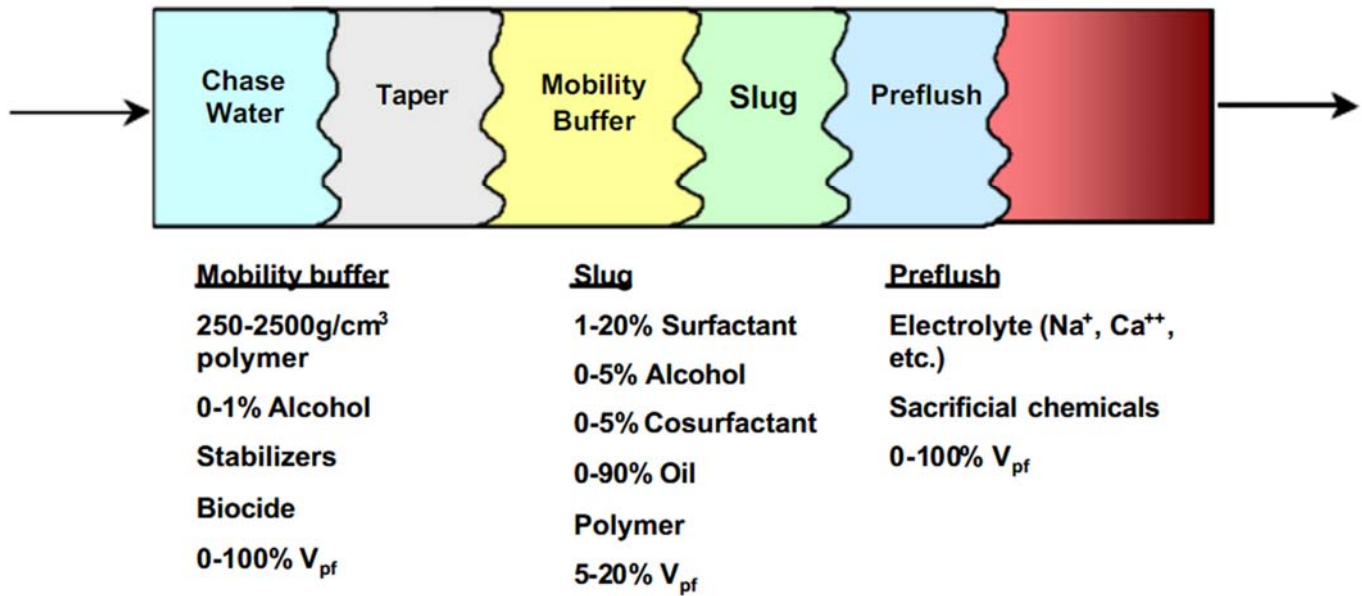 Chase
Water
Taper
Mobility
Buffer
Slug
Preflush
Mobility buffer
250-2500g/cm³
polymer
0-1% Alcohol
Stabilizers
Biocide
0-100% Vpf
Slug
1-20% Surfactant
0-5% Alcohol
0-5% Cosurfactant
0-90% Oil
Polymer
5-20% Vpf
Preflush
Electrolyte (Na⁺, Ca⁺⁺,
etc.)
Sacrificial chemicals
0-100% Vpf